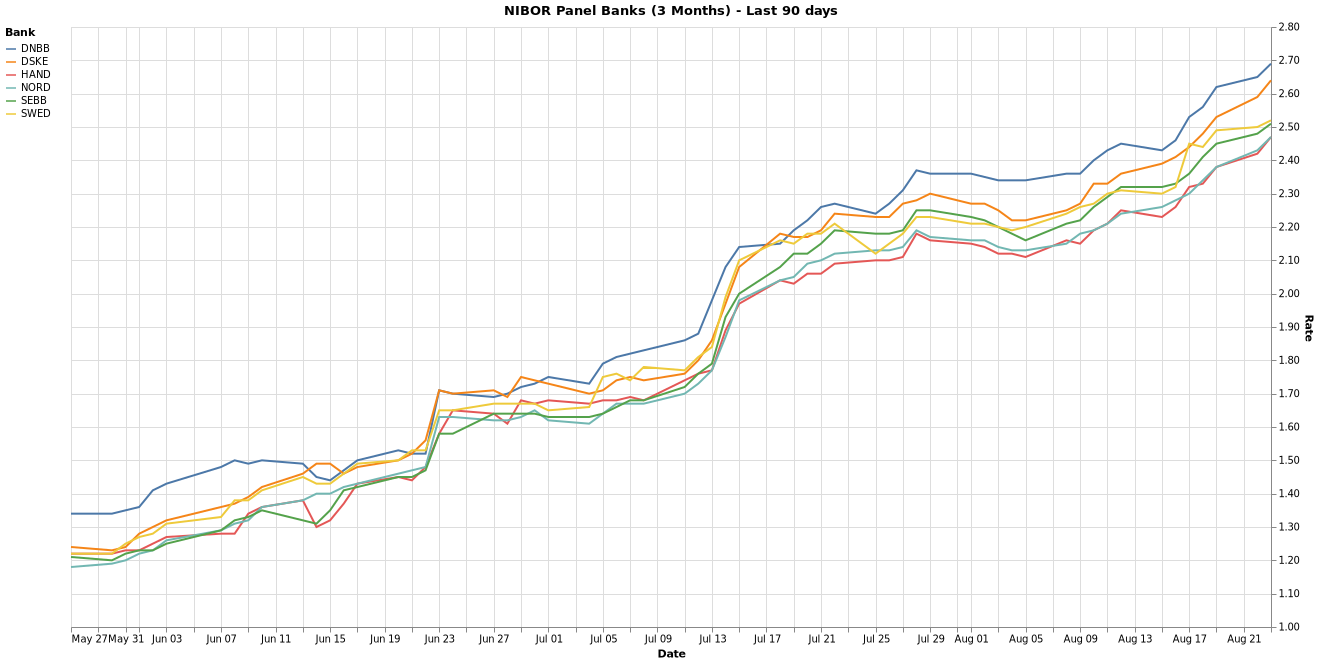 NIBOR Panel Banks (3 Months) - Last 90 days
Bank
DNBB
DSKE
HAND
NORD
SEBB
SWED
2.80
2.70
2.60
2.50
2.40
2.30
2.20
2.10
2.00
1.90
1.80
1.70
1.60
1.50
1.40
1.30
1.20
1.10
1.00
Rate
May 27 May 31 Jun 03 Jun 07 Jun 11 Jun 15 Jun 19 Jun 23 Jun 27 Jul 01 Jul 05 Jul 09 Jul 13 Jul 17 Jul 21 Jul 25 Jul 29 Aug 01 Aug 05 Aug 09 Aug 13 Aug 17 Aug 21
Date